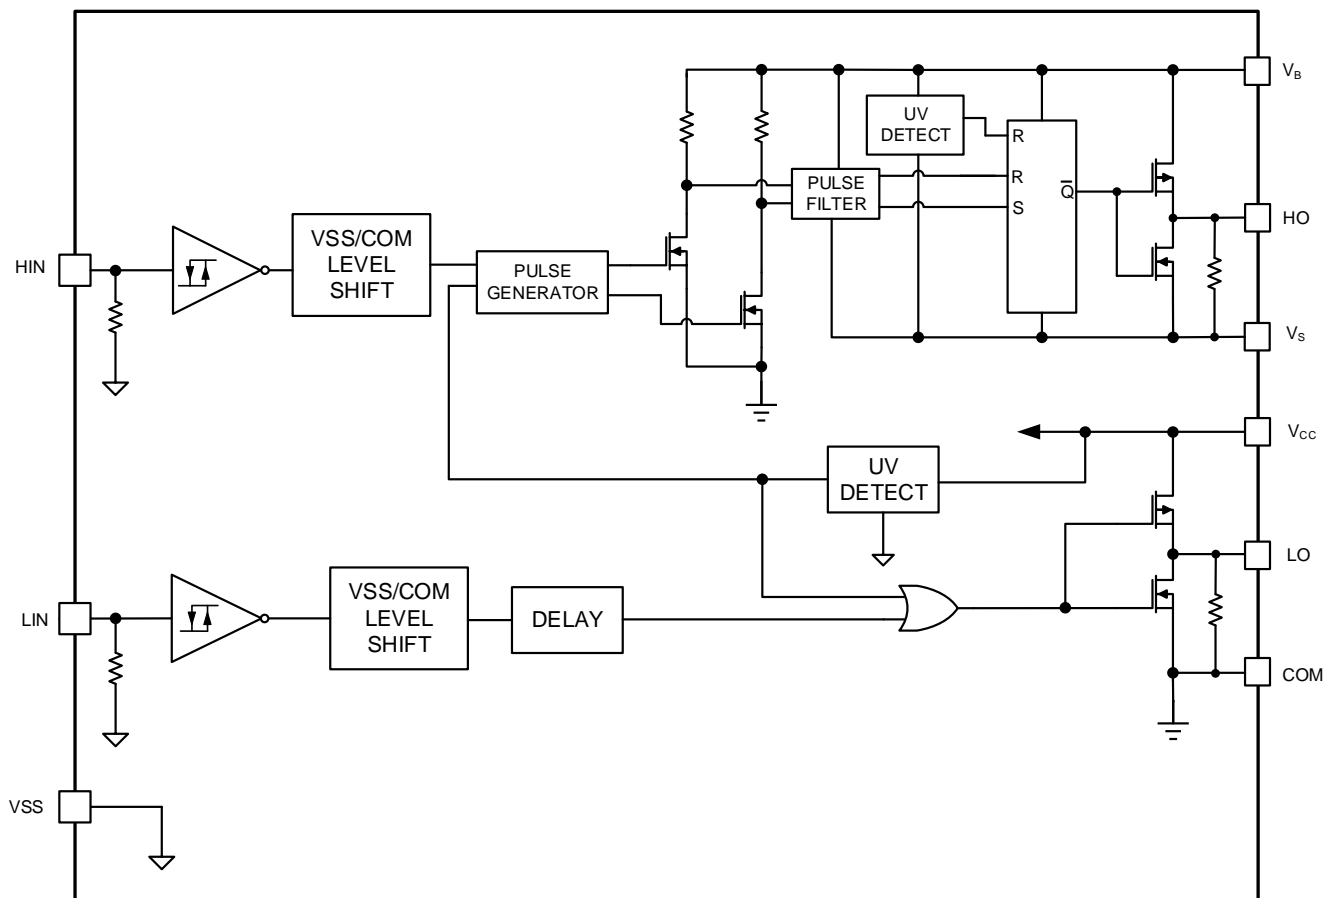 V_B
UV
DETECT
R
PULSE
FILTER
R
Q̅
S
HO
VSS/COM
LEVEL
SHIFT
HIN
PULSE
GENERATOR
V_S
V_CC
UV
DETECT
LO
VSS/COM
LEVEL
SHIFT
DELAY
LIN
COM
VSS